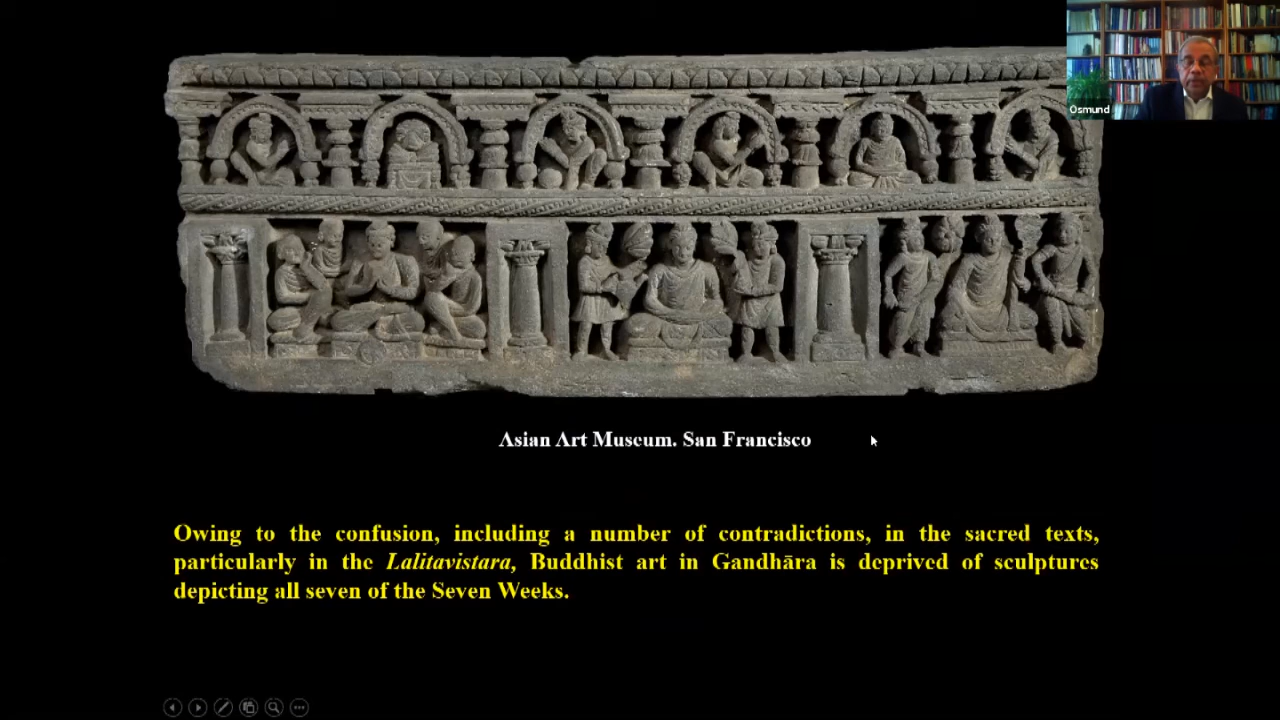 Osmund
Asian Art Museum. San Francisco
Owing to the confusion, including a number of contradictions, in the sacred texts,
particularly in the Lalitavistara, Buddhist art in Gandhāra is deprived of sculptures
depicting all seven of the Seven Weeks.